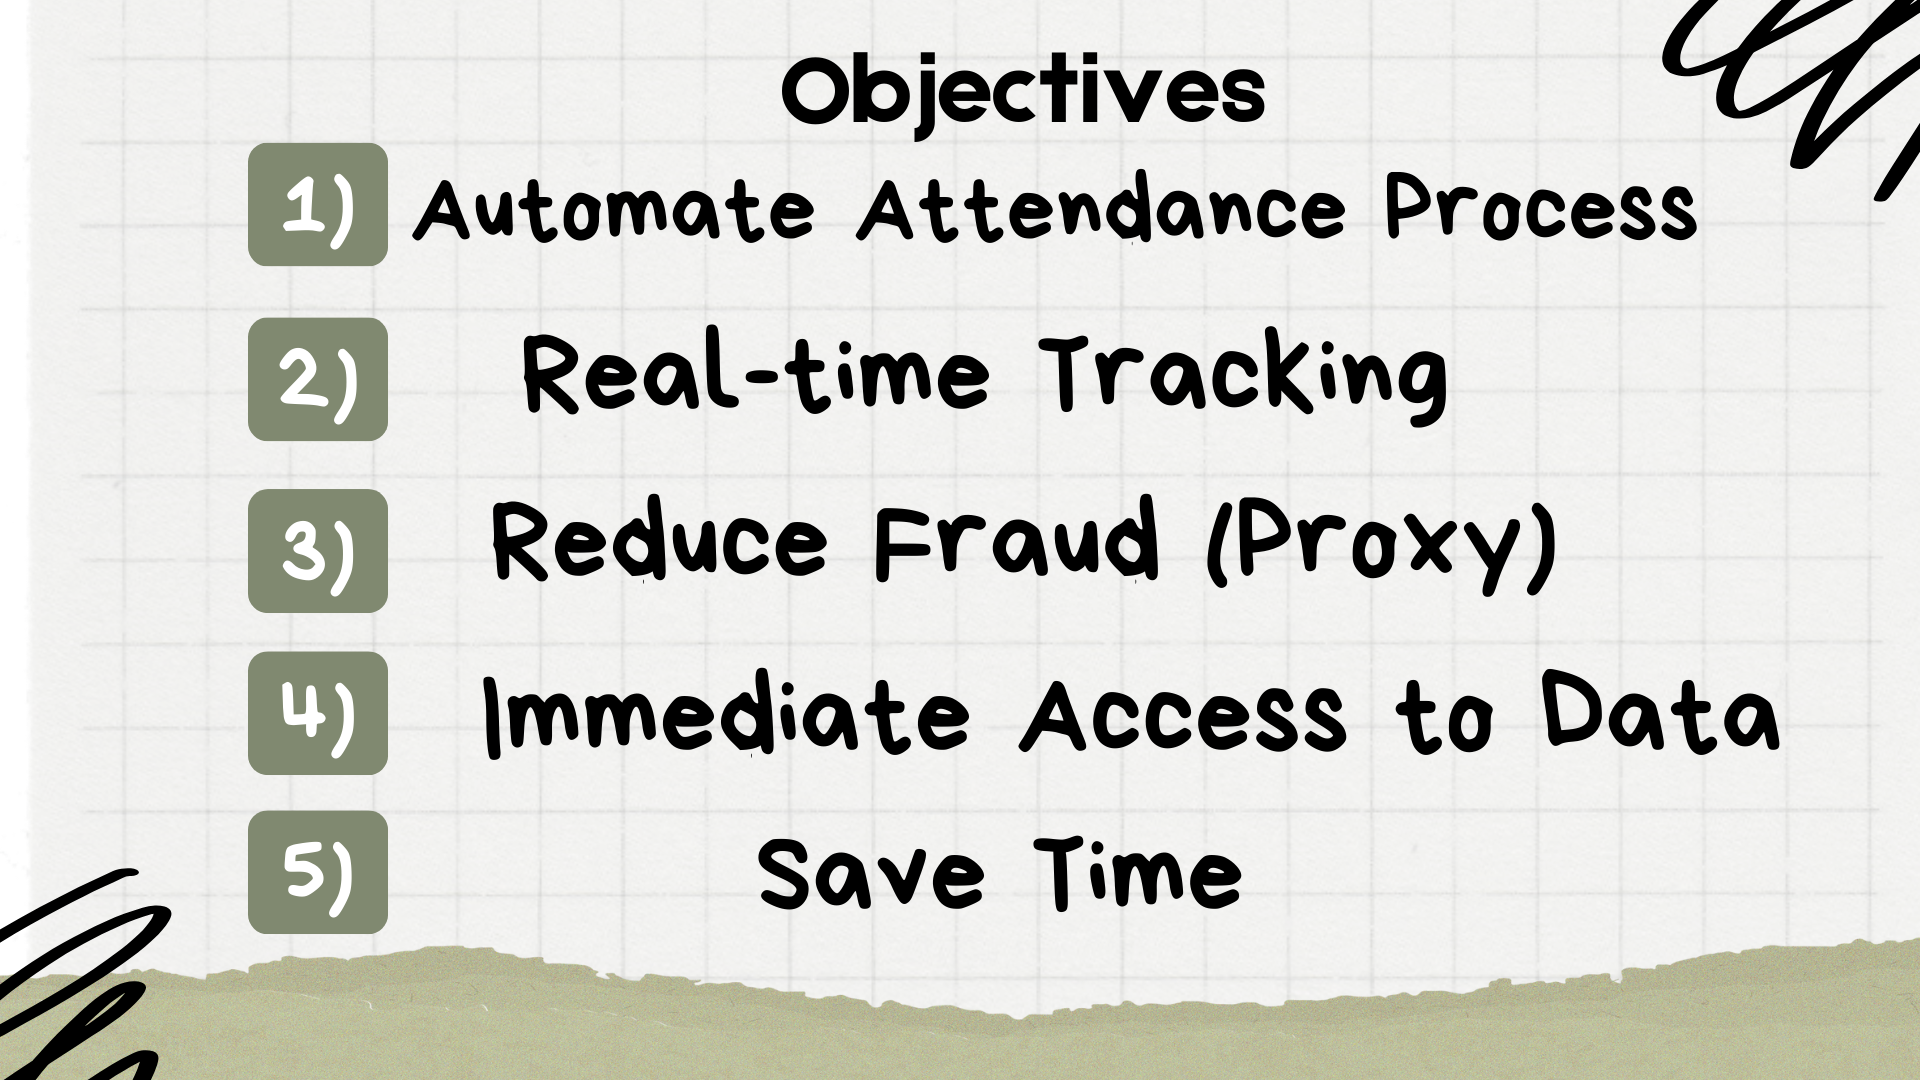 Objectives
1) Automate Attendance Process
2) Real-time Tracking
3) Reduce Fraud (Proxy)
4) Immediate Access to Data
5) Save Time